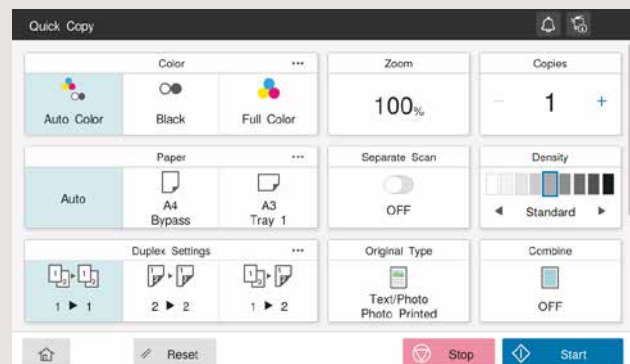 Quick Copy
Color ... Zoom Copies
Auto Color Black Full Color 100% - 1 +
Paper ... Separate Scan Density
Auto A4 Bypass A3 Tray 1 OFF Standard
Duplex Settings ... Original Type Combine
1 ▶ 1 2 ▶ 2 1 ▶ 2 Text/Photo Photo Printed OFF
Reset Stop Start